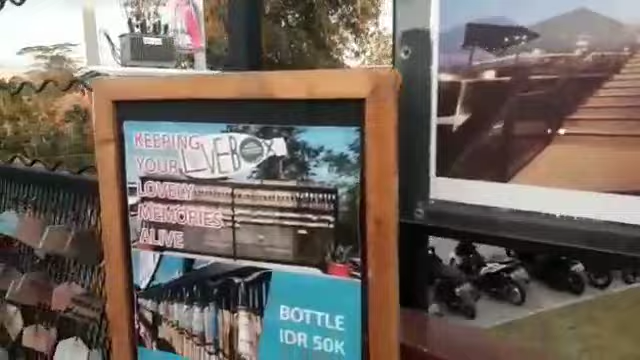 KEEPING
YOUR LOVEBOX
LOVELY
MEMORIES
ALIVE
BOTTLE
IDR 50K